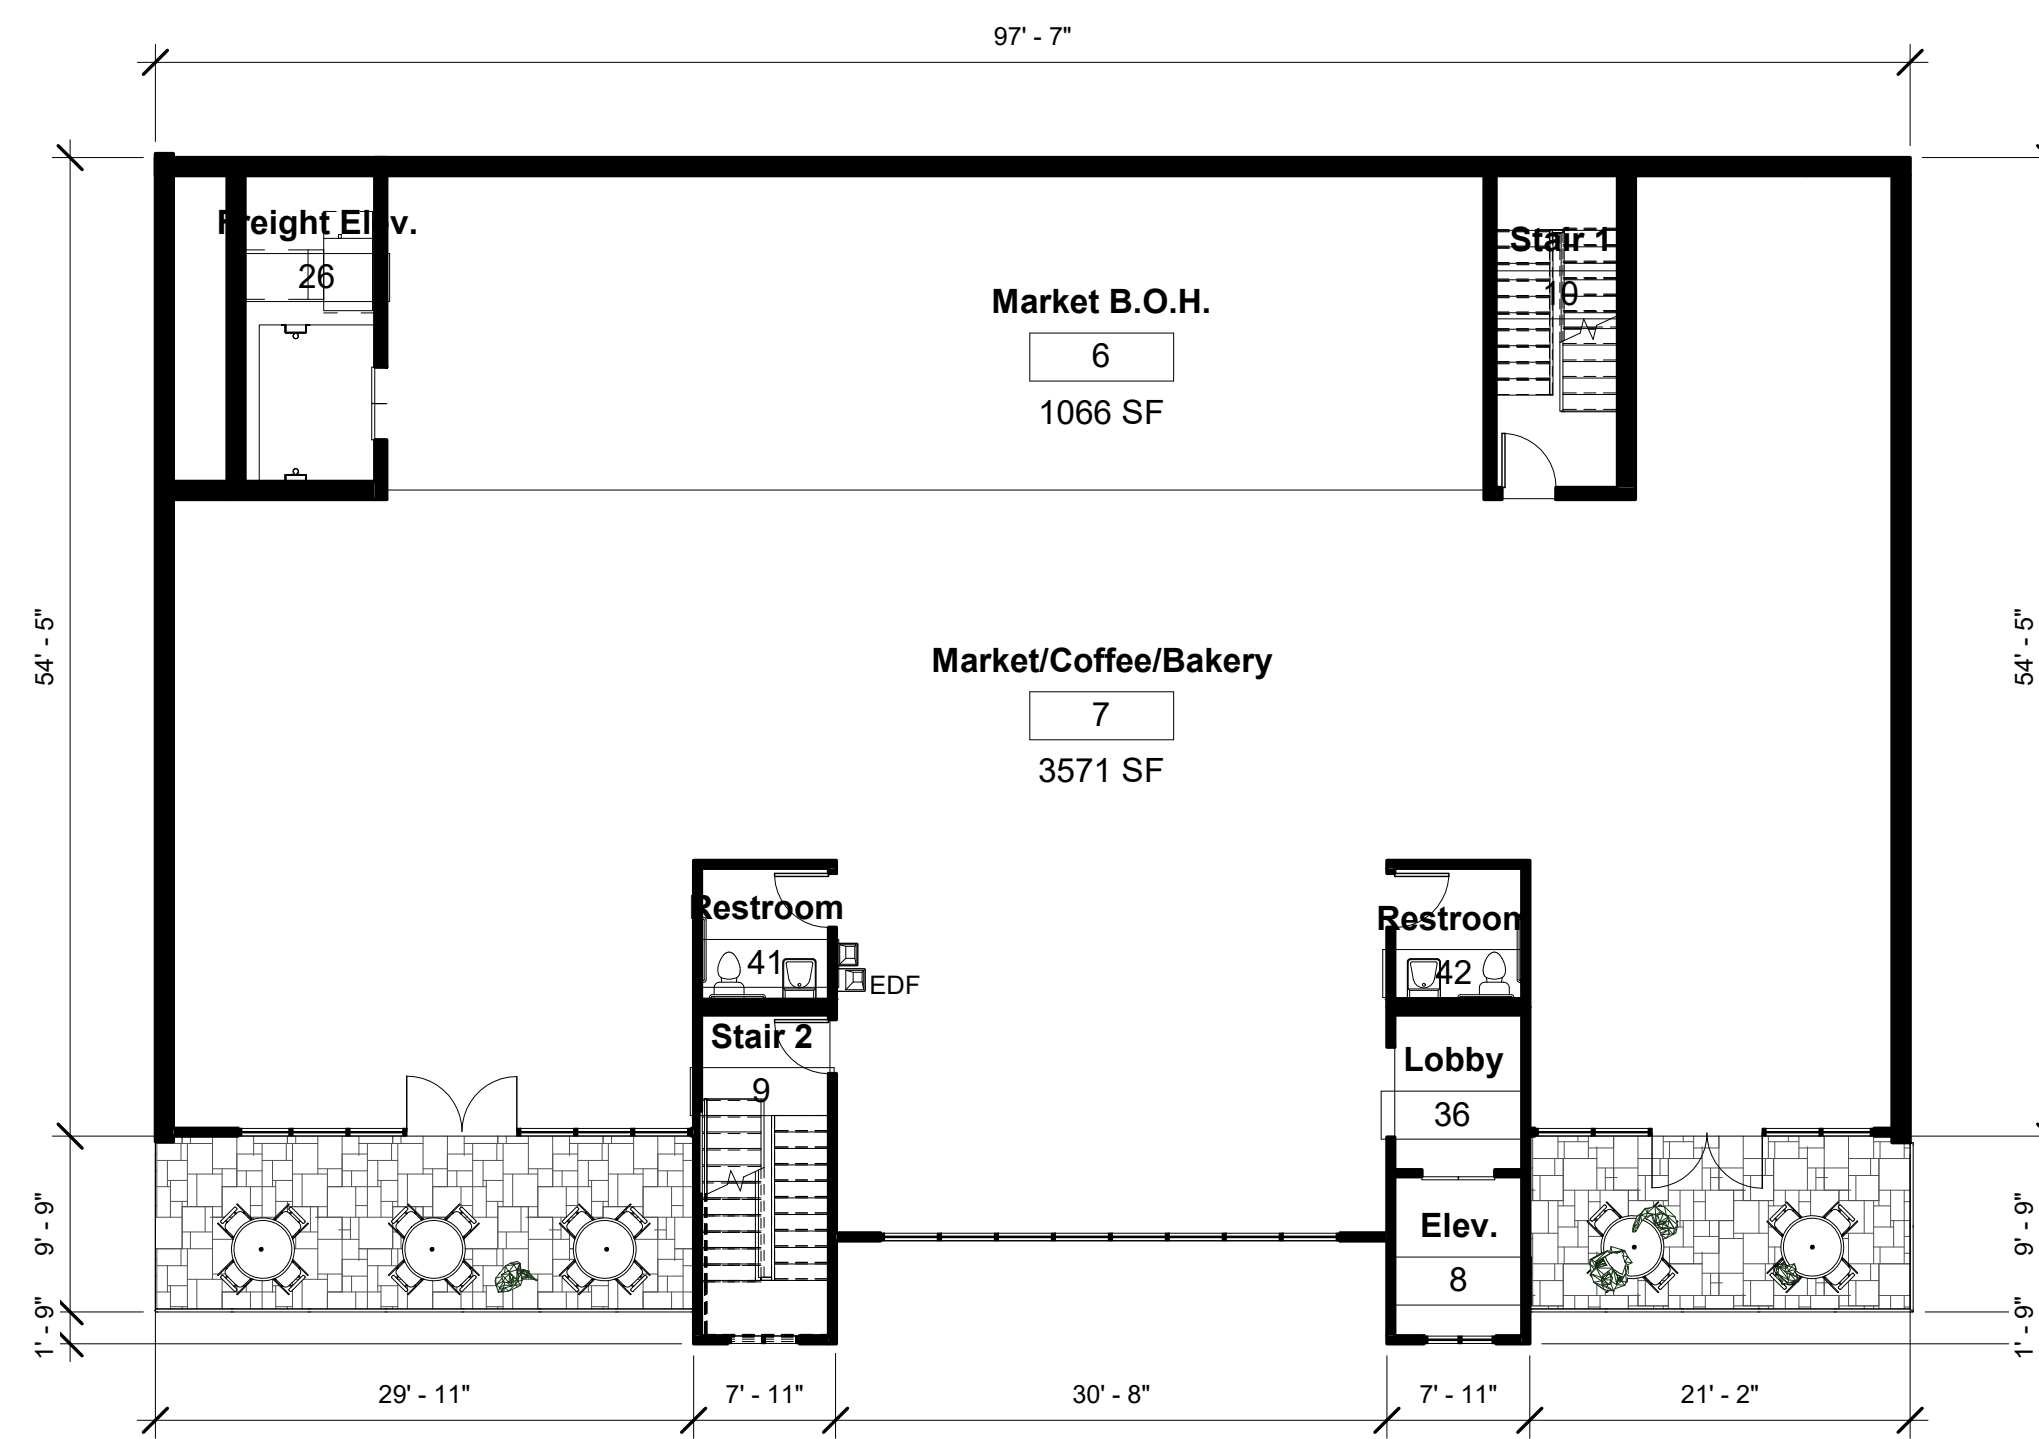 97' - 7"
Freight Elev.
26
Stair 1
10
Market B.O.H.
6
1066 SF
54' - 5"
54' - 5"
Market/Coffee/Bakery
7
3571 SF
Restroom
41
EDF
Restroom
42
Stair 2
9
Lobby
36
Elev.
8
9' - 9"
9' - 9"
1' - 9"
1' - 9"
29' - 11"
7' - 11"
30' - 8"
7' - 11"
21' - 2"